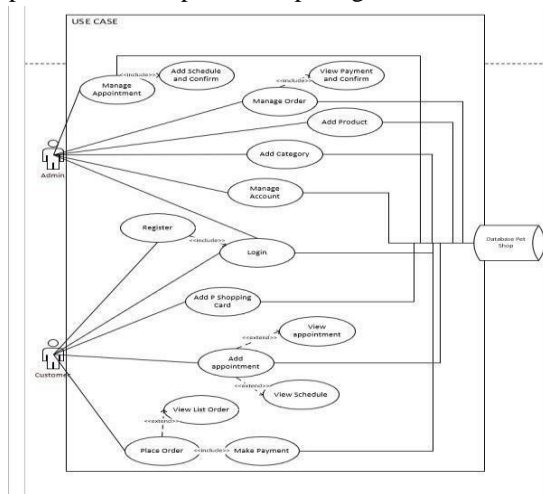 USE CASE
Manage
Appointment
<<include>>
Add Schedule
and Confirm
View Payment
and Confirm
<<include>>
Manage Order
Add Product
Admin
Add Category
Manage
Account
Register
<<include>>
Login
Database Pet
Shop
Add P Shopping
Card
View
appointment
<<extend>>
Add
appointment
<<extend>>
View Schedule
Customer
View List Order
<<extend>>
Place Order
<<include>>
Make Payment